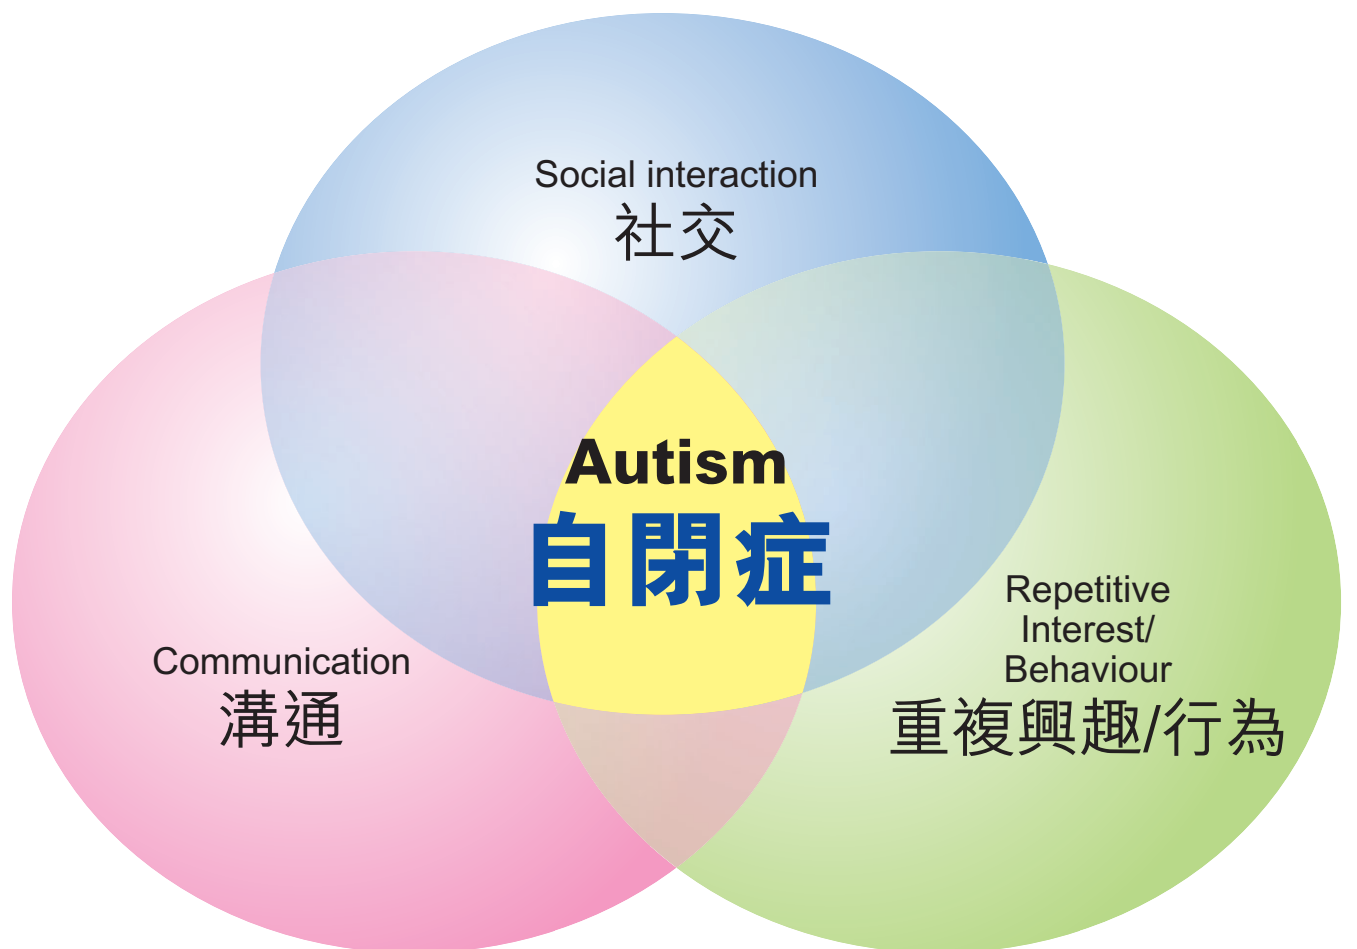 Social interaction
社交
Autism
自閉症
Communication
溝通
Repetitive
Interest/
Behaviour
重複興趣/行為